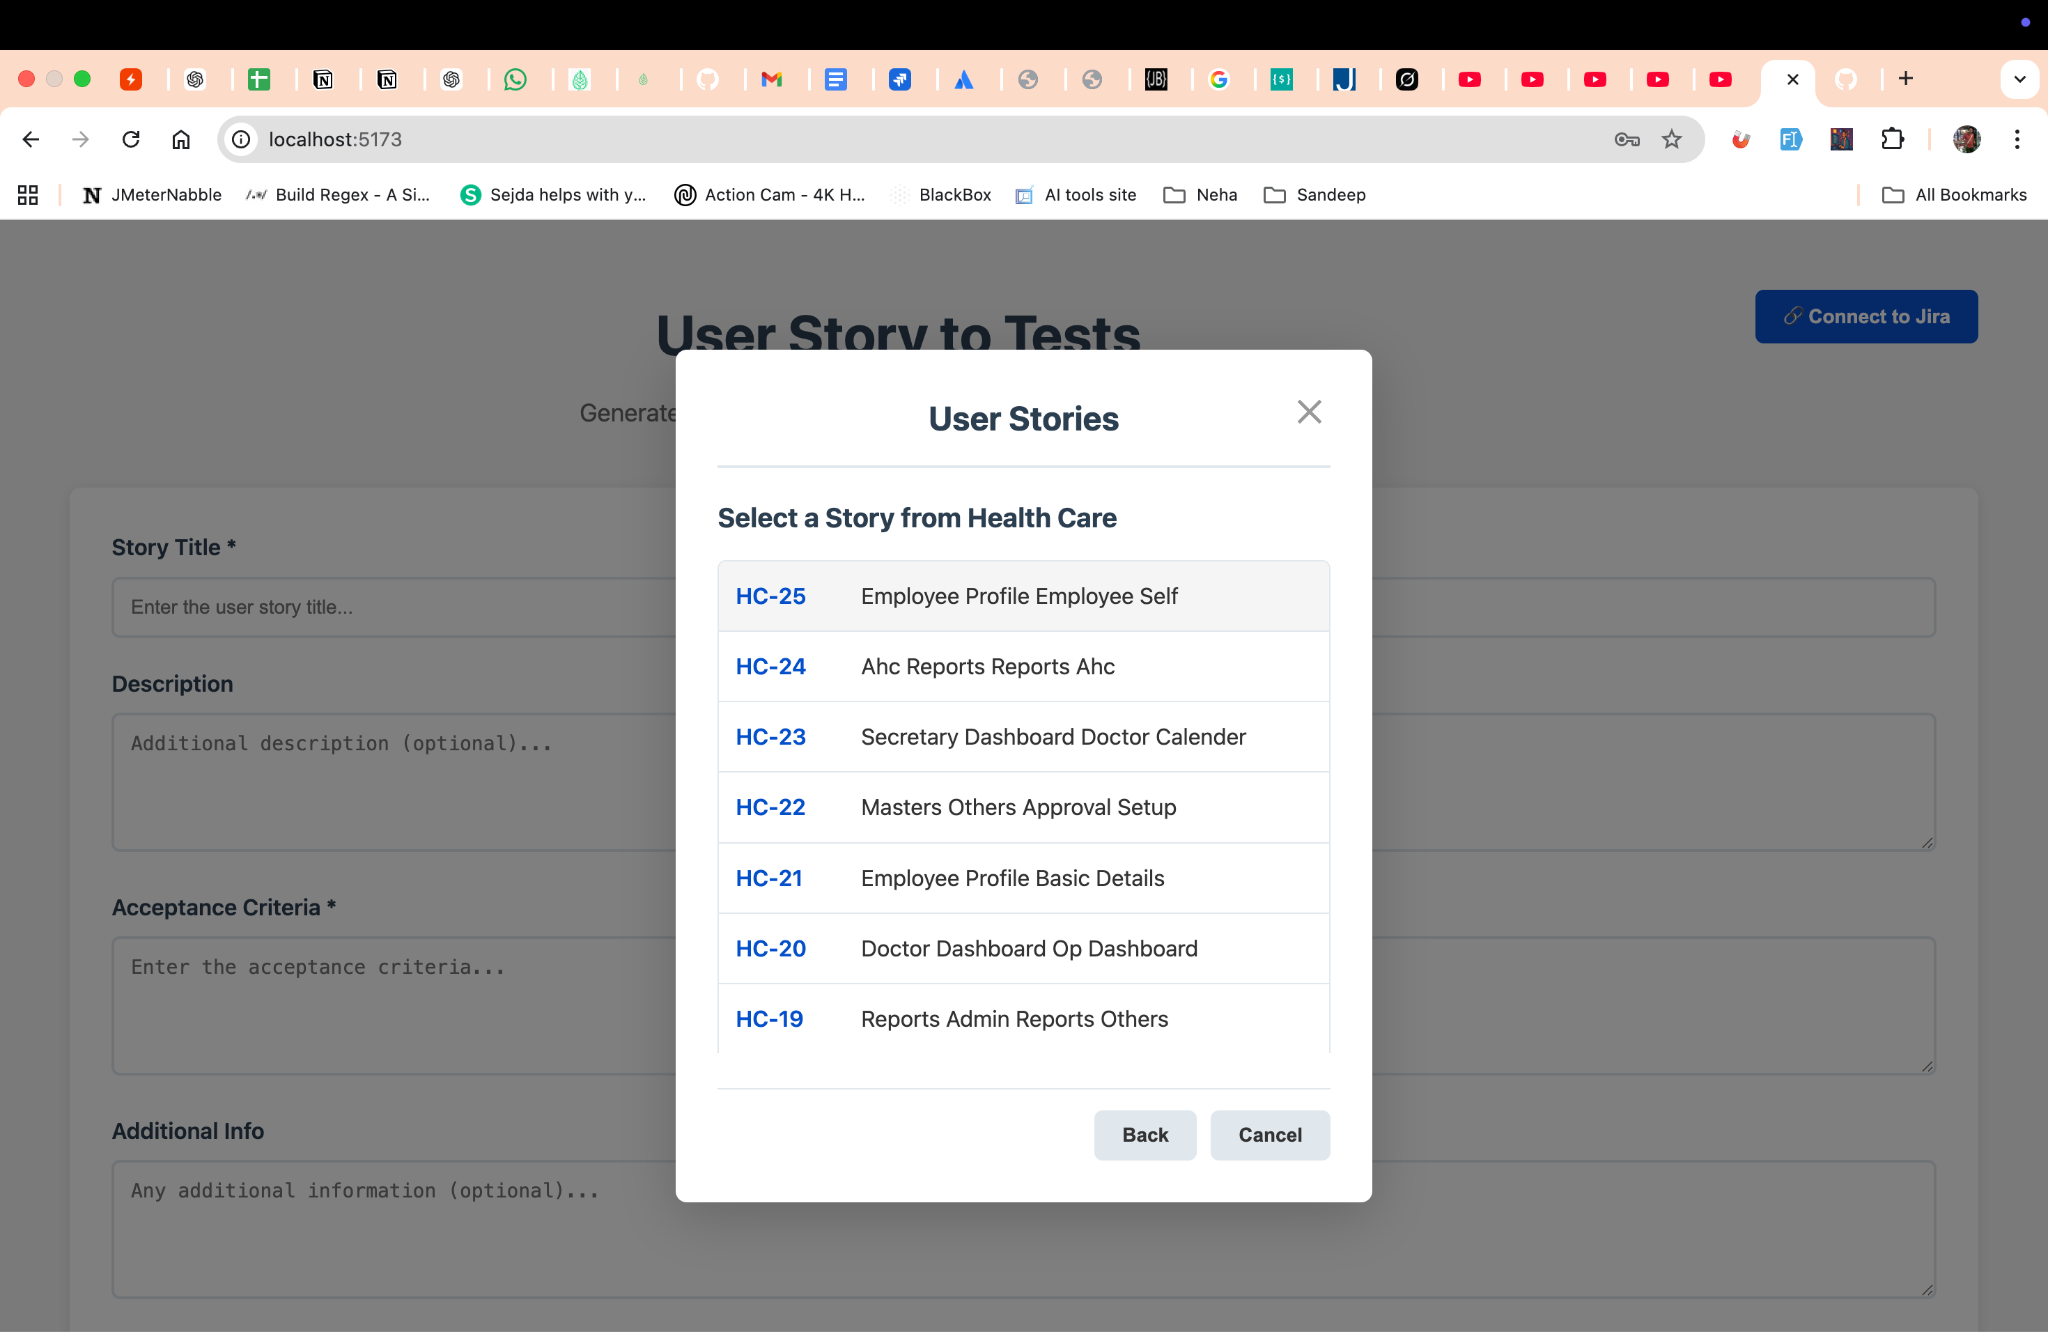 localhost:5173
JMeterNabble
Build Regex - A Si...
Sejda helps with y...
Action Cam - 4K H...
BlackBox
AI tools site
Neha
Sandeep
All Bookmarks
User Story to Tests
🔗 Connect to Jira
Generate
User Stories
Select a Story from Health Care
HC-25 Employee Profile Employee Self
HC-24 Ahc Reports Reports Ahc
HC-23 Secretary Dashboard Doctor Calender
HC-22 Masters Others Approval Setup
HC-21 Employee Profile Basic Details
HC-20 Doctor Dashboard Op Dashboard
HC-19 Reports Admin Reports Others
Back
Cancel
Story Title *
Enter the user story title...
Description
Additional description (optional)...
Acceptance Criteria *
Enter the acceptance criteria...
Additional Info
Any additional information (optional)...